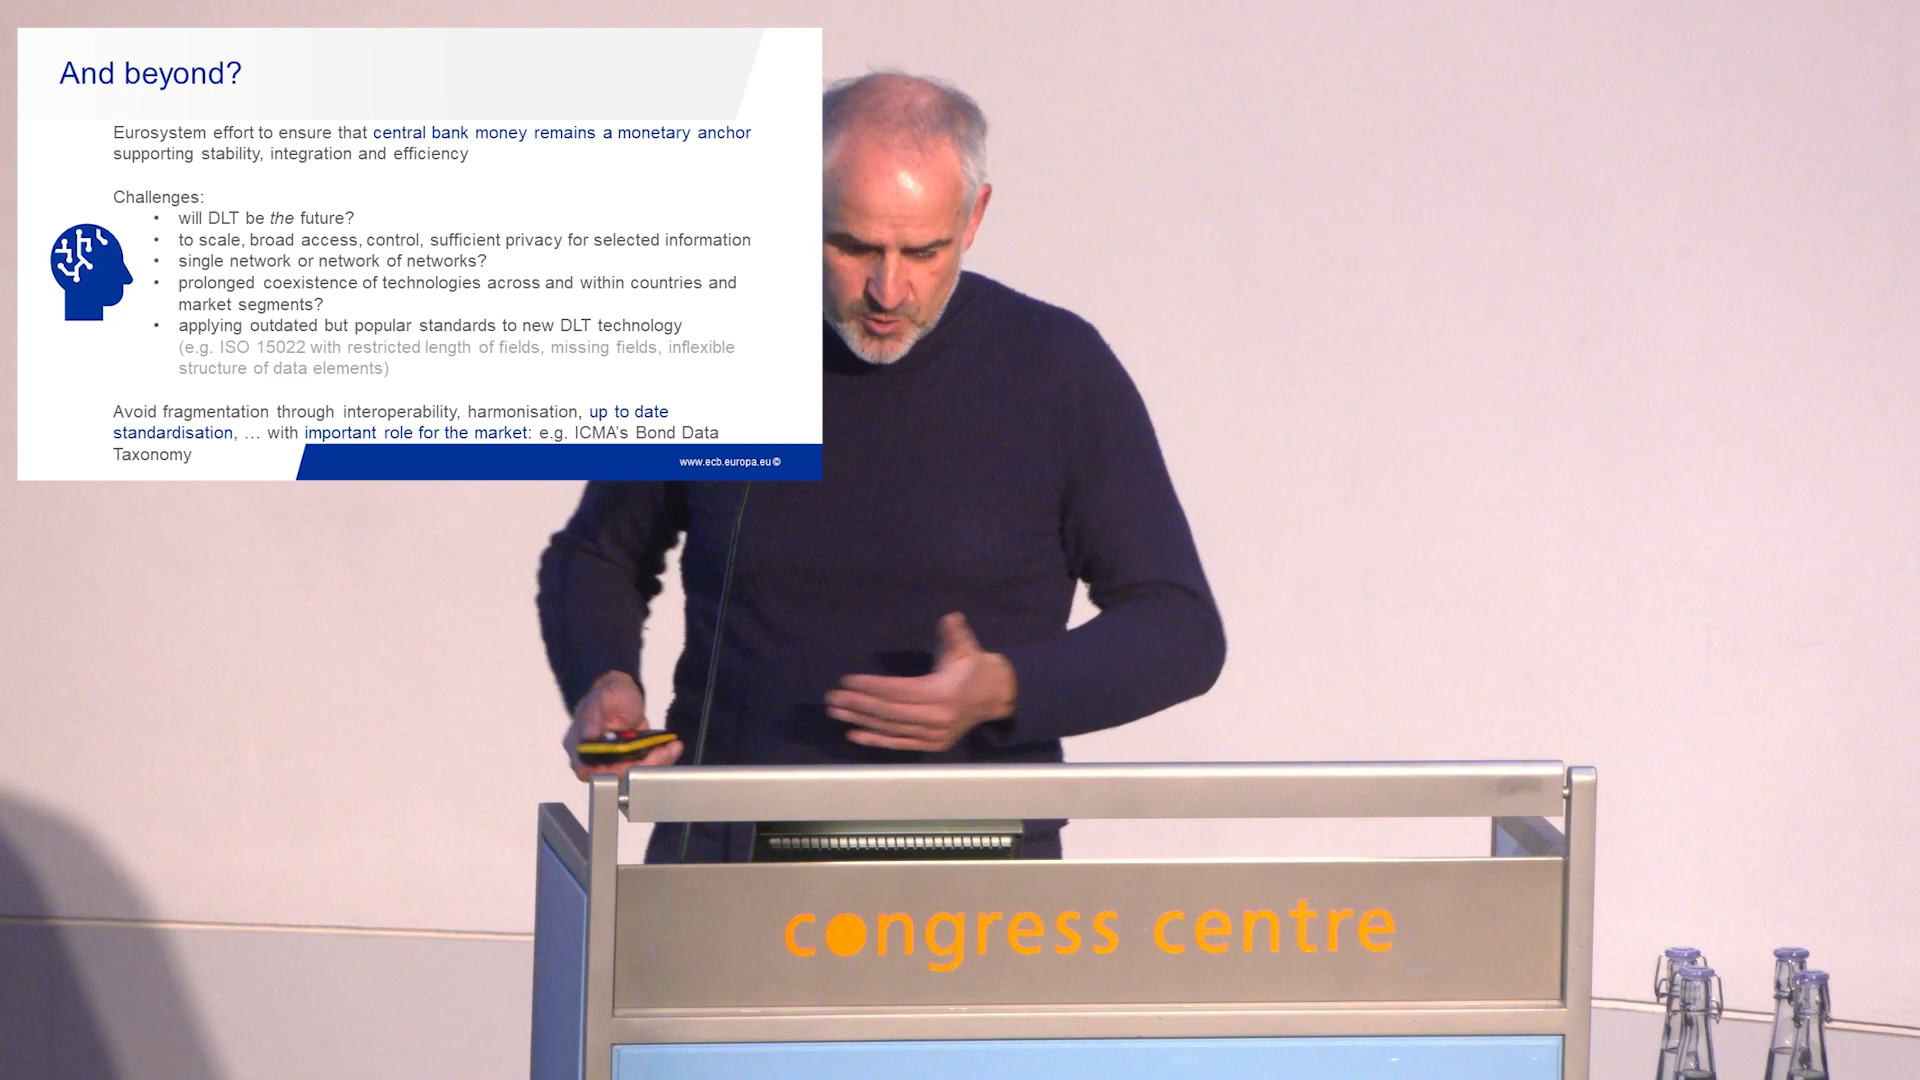 And beyond?
Eurosystem effort to ensure that central bank money remains a monetary anchor
supporting stability, integration and efficiency
Challenges:
• will DLT be the future?
• to scale, broad access, control, sufficient privacy for selected information
• single network or network of networks?
• prolonged coexistence of technologies across and within countries and
market segments?
• applying outdated but popular standards to new DLT technology
(e.g. ISO 15022 with restricted length of fields, missing fields, inflexible
structure of data elements)
Avoid fragmentation through interoperability, harmonisation, up to date
standardisation, … with important role for the market: e.g. ICMA’s Bond Data
Taxonomy
www.ecb.europa.eu ©
congress centre